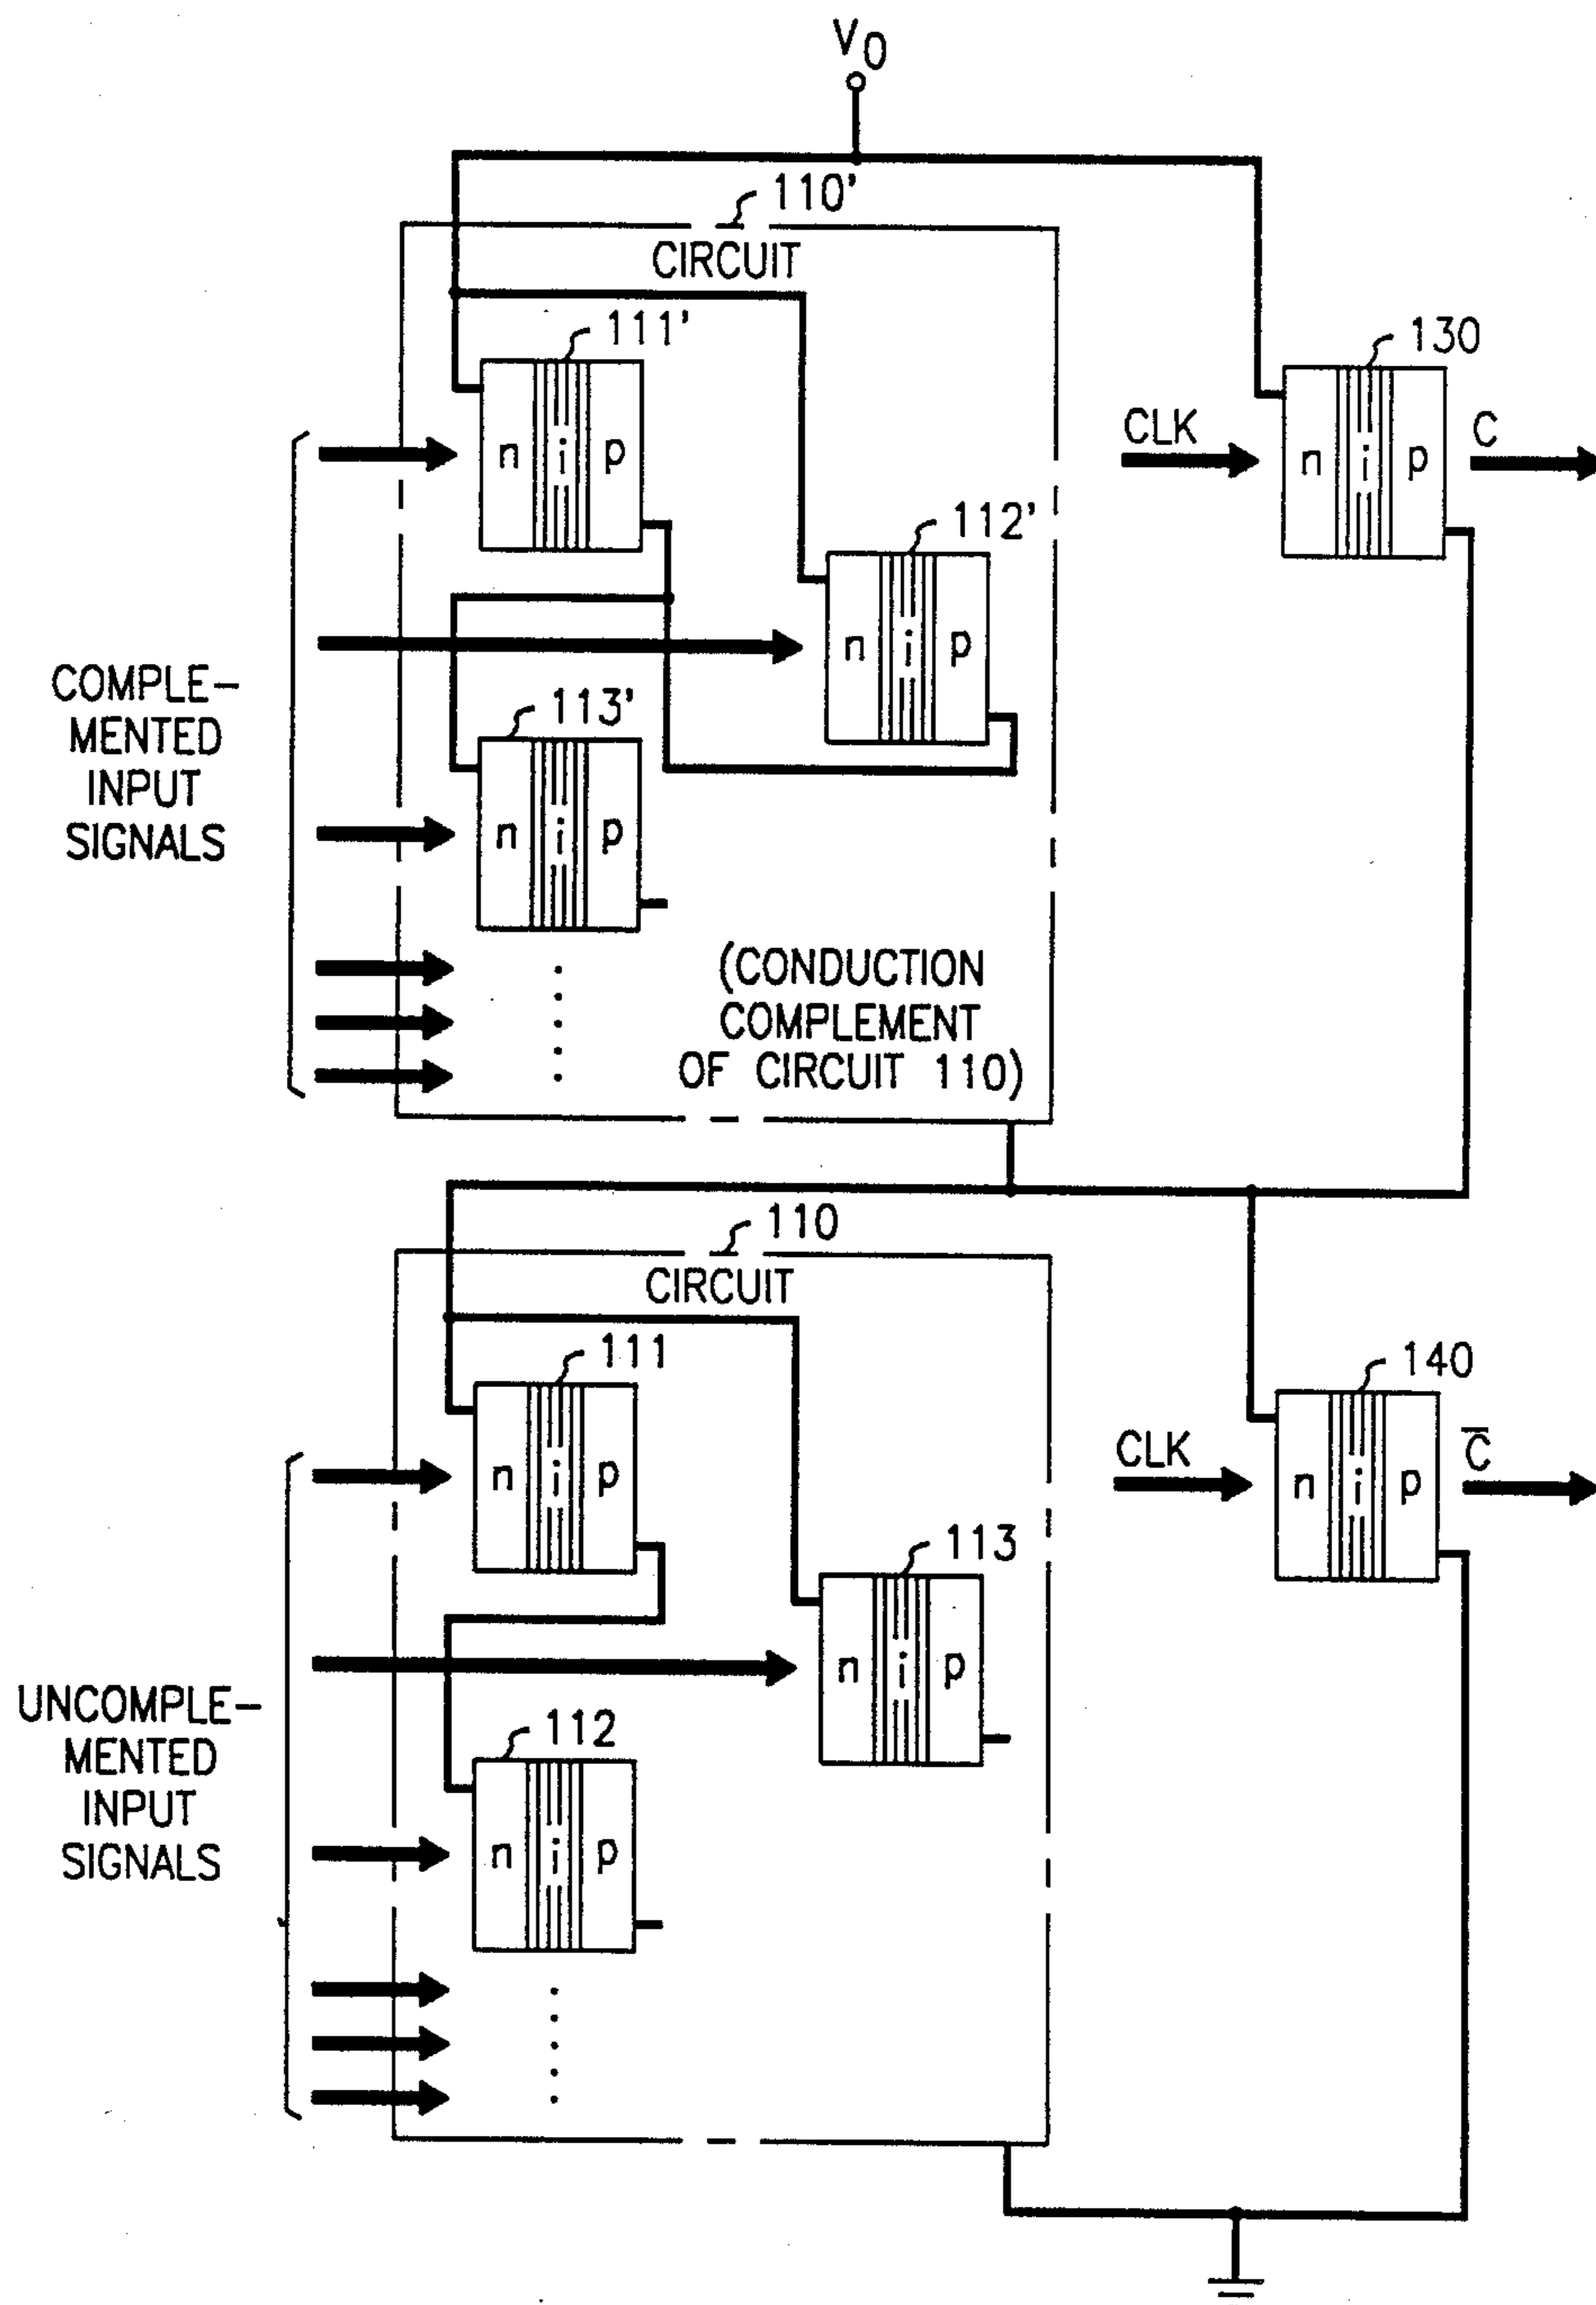 V0
110'
CIRCUIT
111'
n i p
130
CLK
n i p
C
112'
n i p
COMPLE-
MENTED
INPUT
SIGNALS
113'
n i p
(CONDUCTION
COMPLEMENT
OF CIRCUIT 110)
110
CIRCUIT
111
n i p
140
CLK
n i p
C̅
113
n i p
UNCOMPLE-
MENTED
INPUT
SIGNALS
112
n i p